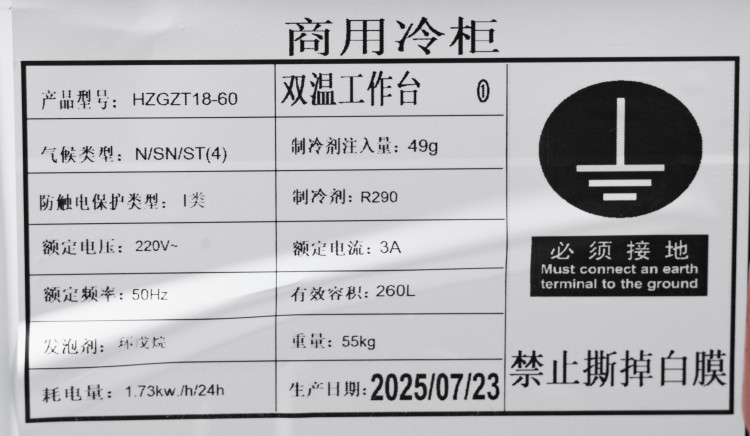 商用冷柜
产品型号: HZGZT18-60
双温工作台 ①
气候类型: N/SN/ST(4)
制冷剂注入量: 49g
防触电保护类型: I类
制冷剂: R290
额定电压: 220V~
额定电流: 3A
额定频率: 50Hz
有效容积: 260L
发泡剂: 环戊烷
重量: 55kg
耗电量: 1.73kw./h/24h
生产日期: 2025/07/23
必须接地
Must connect an earth
terminal to the ground
禁止撕掉白膜